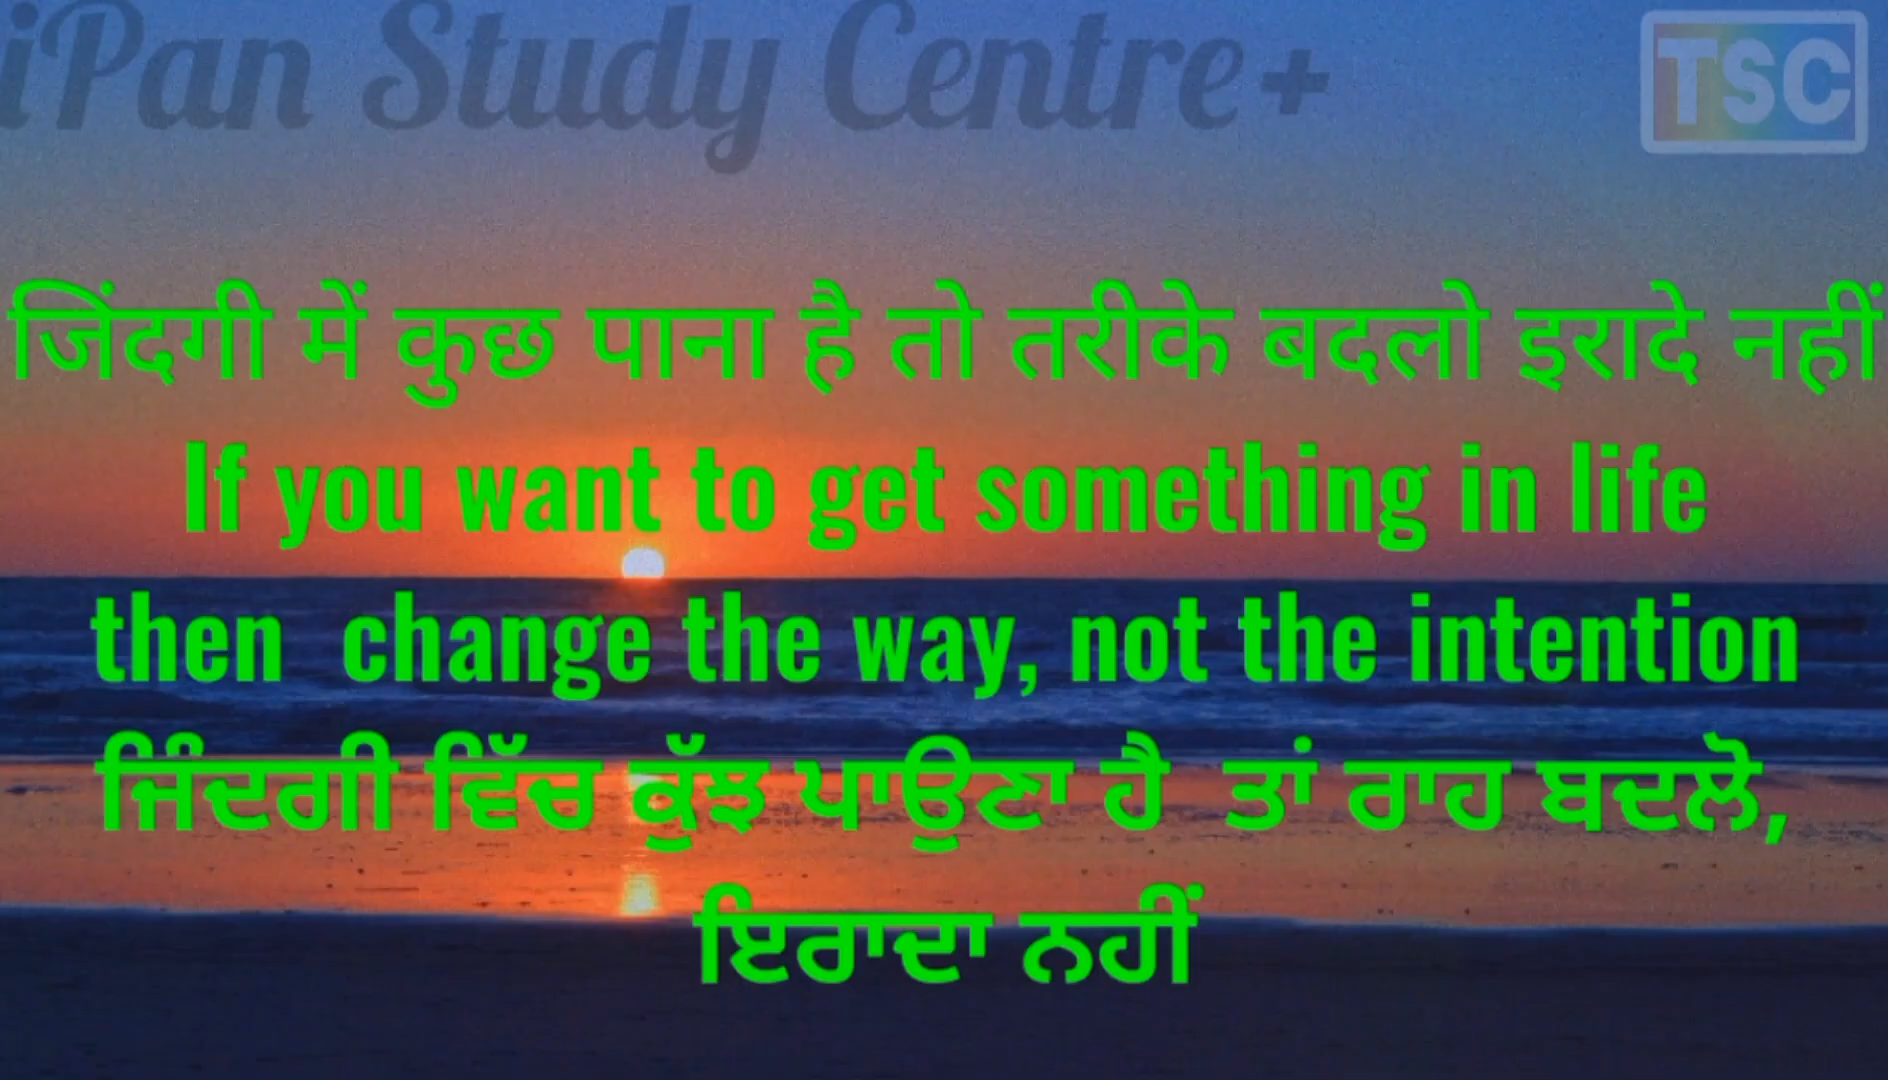 iPan Study Centre+
TSC
जिंदगी में कुछ पाना है तो तरीके बदलो इरादे नहीं
If you want to get something in life
then change the way, not the intention
ਜਿੰਦਗੀ ਵਿੱਚ ਕੁੱਝ ਪਾਉਣਾ ਹੈ ਤਾਂ ਰਾਹ ਬਦਲੋ,
ਇਰਾਦਾ ਨਹੀਂ